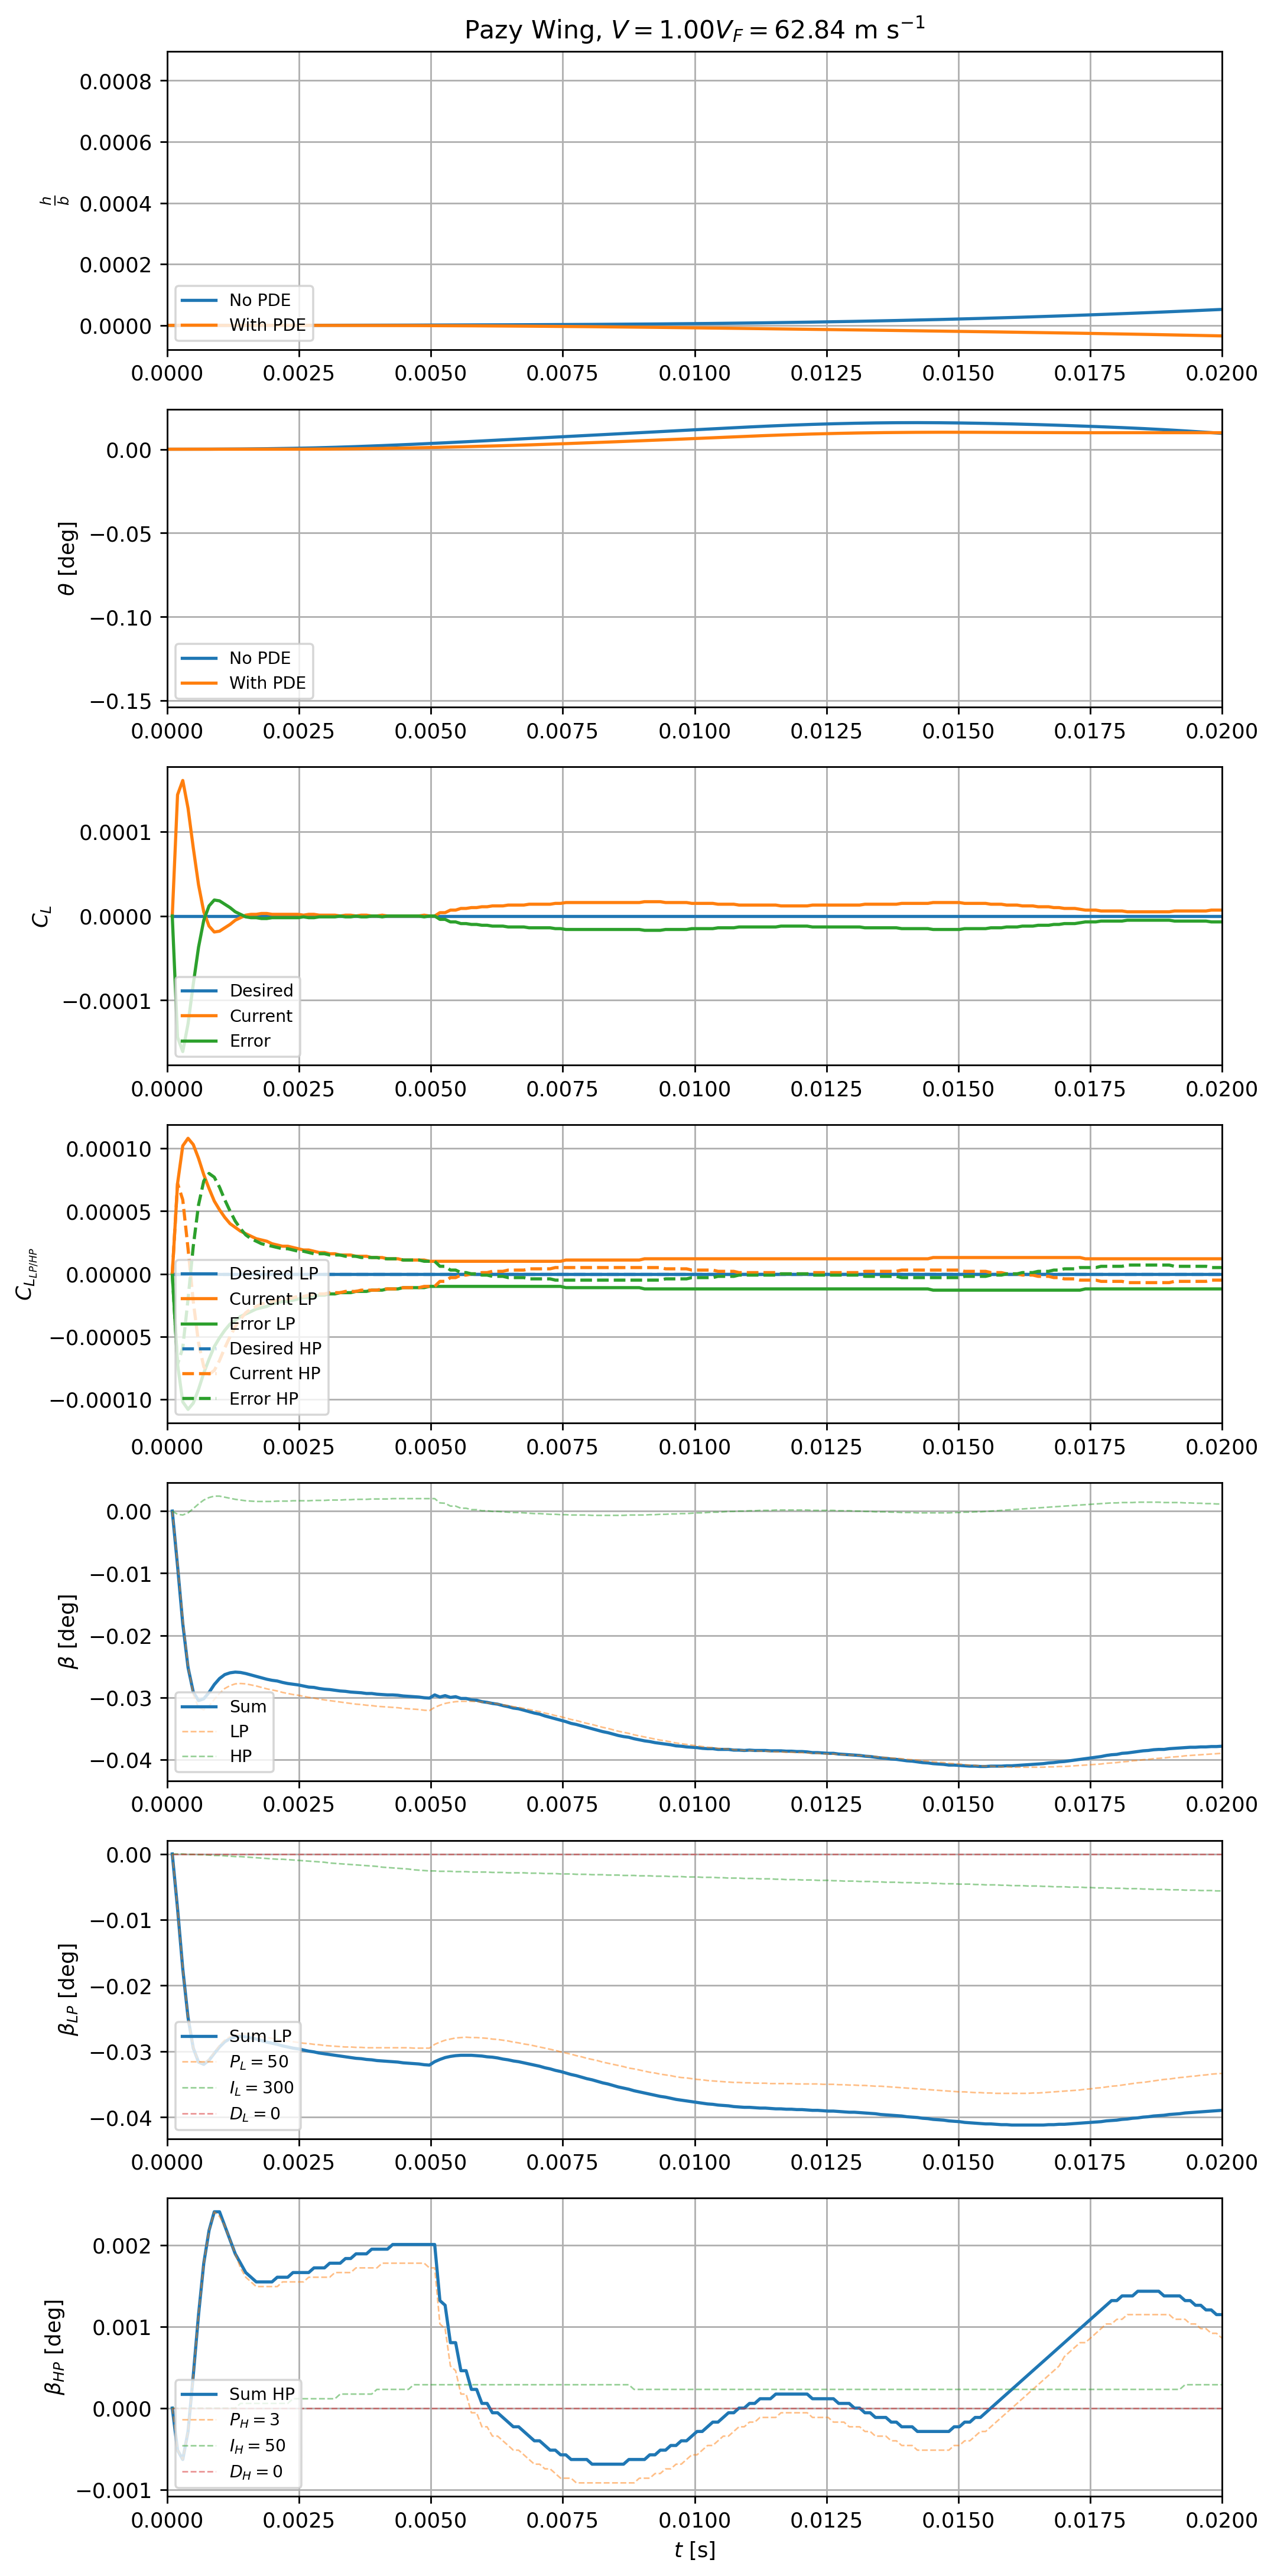 Pazy Wing, V = 1.00V_F = 62.84 m s⁻¹
0.0008
0.0006
0.0004
0.0002
0.0000
h/b
No PDE
With PDE
0.0000 0.0025 0.0050 0.0075 0.0100 0.0125 0.0150 0.0175 0.0200
0.00
−0.05
−0.10
−0.15
θ [deg]
No PDE
With PDE
0.0000 0.0025 0.0050 0.0075 0.0100 0.0125 0.0150 0.0175 0.0200
0.0001
0.0000
−0.0001
C_L
Desired
Current
Error
0.0000 0.0025 0.0050 0.0075 0.0100 0.0125 0.0150 0.0175 0.0200
0.00010
0.00005
0.00000
−0.00005
−0.00010
C_L_LP/HP
Desired LP
Current LP
Error LP
Desired HP
Current HP
Error HP
0.0000 0.0025 0.0050 0.0075 0.0100 0.0125 0.0150 0.0175 0.0200
0.00
−0.01
−0.02
−0.03
−0.04
β [deg]
Sum
LP
HP
0.0000 0.0025 0.0050 0.0075 0.0100 0.0125 0.0150 0.0175 0.0200
0.00
−0.01
−0.02
−0.03
−0.04
β_LP [deg]
Sum LP
P_L = 50
I_L = 300
D_L = 0
0.0000 0.0025 0.0050 0.0075 0.0100 0.0125 0.0150 0.0175 0.0200
0.002
0.001
0.000
−0.001
β_HP [deg]
Sum HP
P_H = 3
I_H = 50
D_H = 0
0.0000 0.0025 0.0050 0.0075 0.0100 0.0125 0.0150 0.0175 0.0200
t [s]